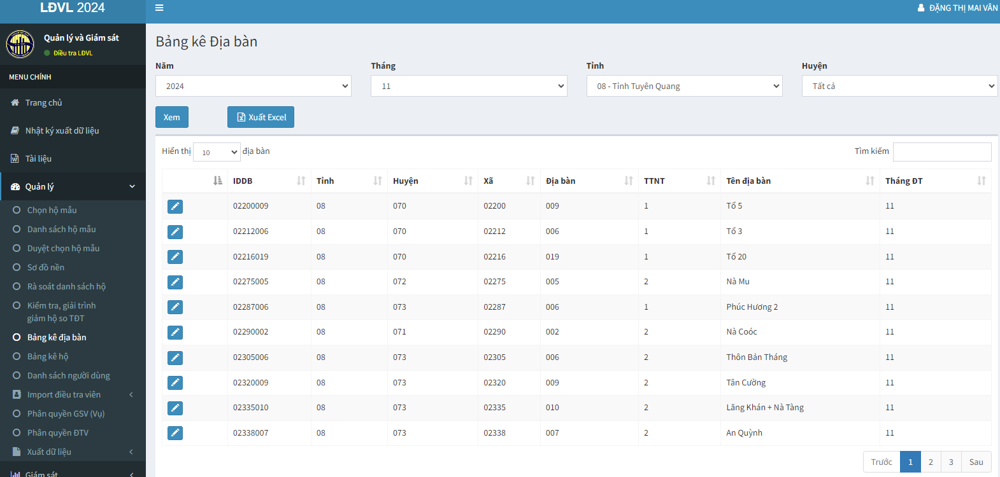 LĐVL 2024
ĐẶNG THỊ MAI VÂN
Quản lý và Giám sát
Điều tra LĐVL
MENU CHÍNH
Trang chủ
Nhật ký xuất dữ liệu
Tài liệu
Quản lý
Chọn hộ mẫu
Danh sách hộ mẫu
Duyệt chọn hộ mẫu
Sơ đồ nền
Rà soát danh sách hộ
Kiểm tra, giải trình
giảm hộ so TĐT
Bảng kê địa bàn
Bảng kê hộ
Danh sách người dùng
Import điều tra viên
Phân quyền GSV (Vụ)
Phân quyền ĐTV
Xuất dữ liệu
Giám sát
Bảng kê Địa bàn
Năm Tháng Tỉnh Huyện
2024 11 08 - Tỉnh Tuyên Quang Tất cả
Xem Xuất Excel
Hiển thị 10 địa bàn Tìm kiếm
IDDB Tỉnh Huyện Xã Địa bàn TTNT Tên địa bàn Tháng ĐT
02200009 08 070 02200 009 1 Tổ 5 11
02212006 08 070 02212 006 1 Tổ 3 11
02216019 08 070 02216 019 1 Tổ 20 11
02275005 08 072 02275 005 2 Nà Mu 11
02287006 08 073 02287 006 1 Phúc Hương 2 11
02290002 08 071 02290 002 2 Nà Coóc 11
02305006 08 073 02305 006 2 Thôn Bản Tháng 11
02320009 08 073 02320 009 2 Tân Cường 11
02335010 08 073 02335 010 2 Lăng Khán + Nà Tàng 11
02338007 08 073 02338 007 2 An Quỳnh 11
Trước 1 2 3 Sau